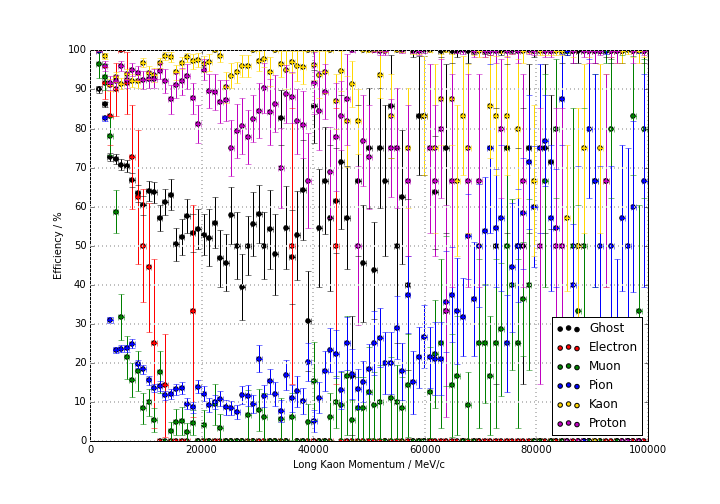 100
90
80
70
60
50
40
30
20
10
0
Efficiency / %
0 20000 40000 60000 80000 100000
Long Kaon Momentum / MeV/c
Ghost
Electron
Muon
Pion
Kaon
Proton